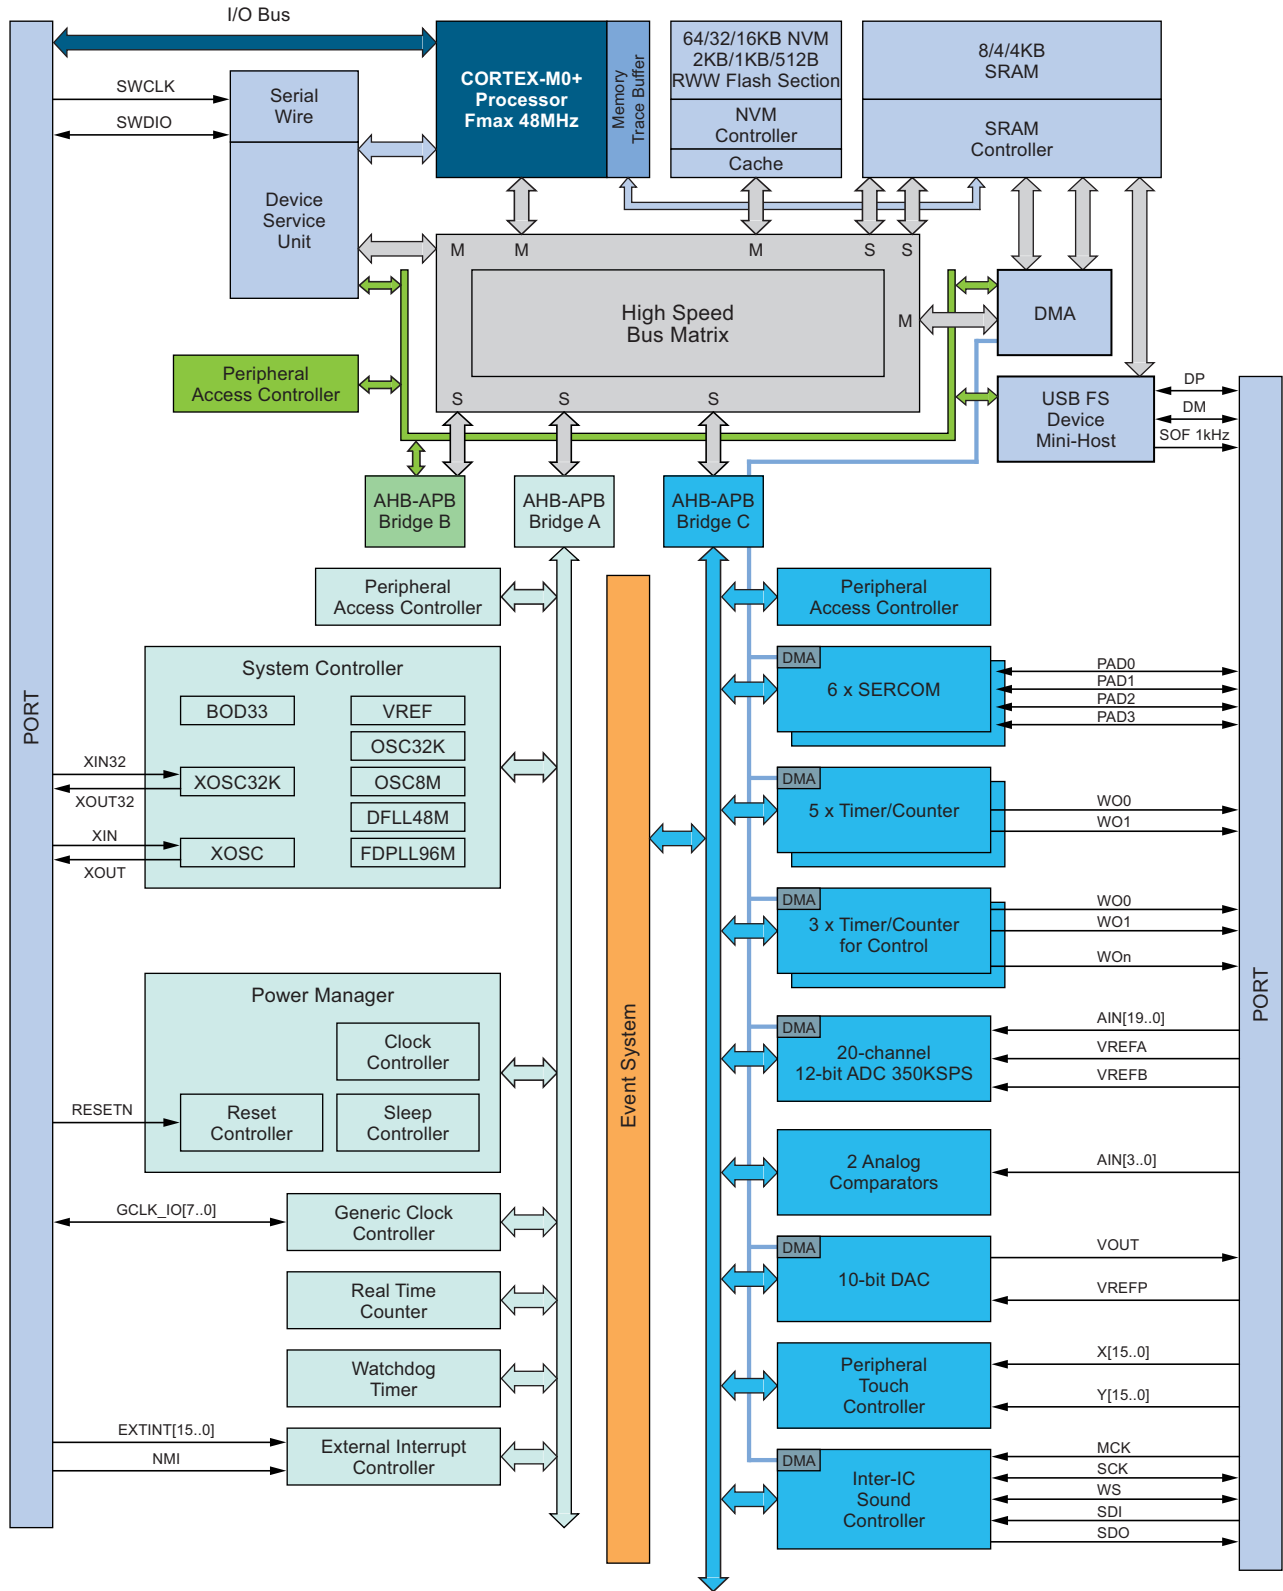 I/O Bus
SWCLK
SWDIO
Serial
Wire
Device
Service
Unit
CORTEX-M0+
Processor
Fmax 48MHz
Memory
Trace Buffer
64/32/16KB NVM
2KB/1KB/512B
RWW Flash Section
NVM
Controller
Cache
8/4/4KB
SRAM
SRAM
Controller
M
M
M
S
S
High Speed
Bus Matrix
M
S
S
S
DMA
Peripheral
Access Controller
USB FS
Device
Mini-Host
DP
DM
SOF 1kHz
AHB-APB
Bridge B
AHB-APB
Bridge A
AHB-APB
Bridge C
PORT
Peripheral
Access Controller
System Controller
BOD33
VREF
OSC32K
XOSC32K
OSC8M
DFLL48M
XOSC
FDPLL96M
XIN32
XOUT32
XIN
XOUT
Power Manager
Clock
Controller
Reset
Controller
Sleep
Controller
RESETN
GCLK_IO[7..0]
Generic Clock
Controller
Real Time
Counter
Watchdog
Timer
EXTINT[15..0]
NMI
External Interrupt
Controller
Event System
Peripheral
Access Controller
DMA
6 x SERCOM
PAD0
PAD1
PAD2
PAD3
DMA
5 x Timer/Counter
WO0
WO1
DMA
3 x Timer/Counter
for Control
WO0
WO1
WOn
DMA
20-channel
12-bit ADC 350KSPS
AIN[19..0]
VREFA
VREFB
2 Analog
Comparators
AIN[3..0]
DMA
10-bit DAC
VOUT
VREFP
Peripheral
Touch
Controller
X[15..0]
Y[15..0]
DMA
Inter-IC
Sound
Controller
MCK
SCK
WS
SDI
SDO
PORT